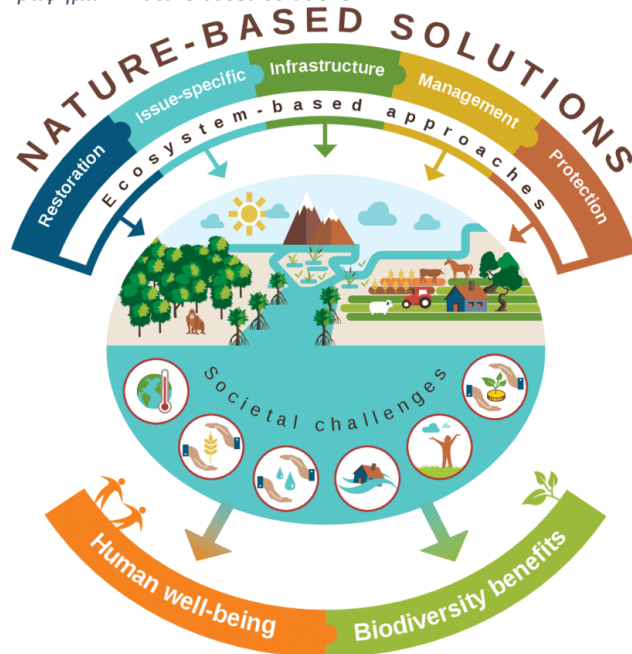 NATURE-BASED SOLUTIONS
Restoration
Issue-specific
Infrastructure
Management
Protection
Ecosystem-based approaches
Societal challenges
Human well-being
Biodiversity benefits